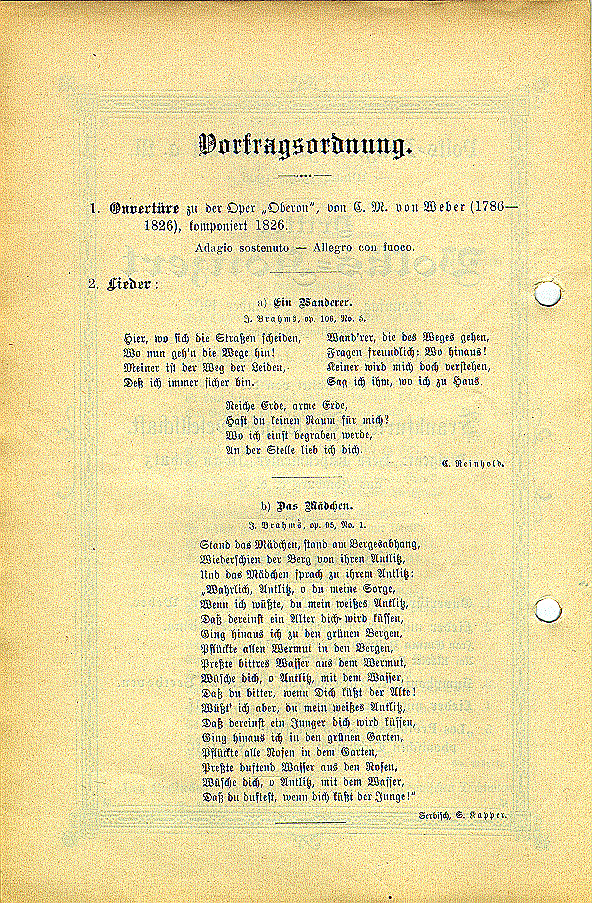 Vortragsordnung.
1. Ouvertüre zu der Oper „Oberon“, von C. M. von Weber (1786—
1826), komponiert 1826.
Adagio sostenuto — Allegro con fuoco.
2. Lieder:
a) Ein Wanderer.
J. Brahms, op. 106, No. 5.
Hier, wo sich die Straßen scheiden,
Wo nun geh'n die Wege hin!
Meiner ist der Weg der Leiden,
Deß ich immer sicher bin.
Wand'rer, die des Weges gehen,
Fragen freundlich: Wo hinaus!
Keiner wird mich doch verstehen,
Sag ich ihm, wo ich zu Haus.
Reiche Erde, arme Erde,
Hast du keinen Raum für mich?
Wo ich einst begraben werde,
An der Stelle lieb ich dich.
C. Reinhold.
b) Das Mädchen.
J. Brahms, op. 95, No. 1.
Stand das Mädchen, stand am Bergesabhang,
Wiederschien der Berg von ihren Antlitz,
Und das Mädchen sprach zu ihrem Antlitz:
„Wahrlich, Antlitz, o du meine Sorge,
Wenn ich wüßte, du mein weißes Antlitz,
Daß dereinst ein Alter dich wird küssen,
Ging hinaus ich zu den grünen Bergen,
Pflückte allen Wermut in den Bergen,
Preßte bittres Wasser aus dem Wermut,
Wüsche dich, o Antlitz, mit dem Wasser,
Daß du bitter, wenn Dich küßt der Alte!
Wüßt' ich aber, du mein weißes Antlitz,
Daß dereinst ein Junger dich wird küssen,
Ging hinaus ich in den grünen Garten,
Pflückte alle Rosen in dem Garten,
Preßte duftend Wasser aus den Rosen,
Wüsche dich, o Antlitz, mit dem Wasser,
Daß du duftest, wenn dich küßt der Junge!“
Serbisch, S. Kapper.